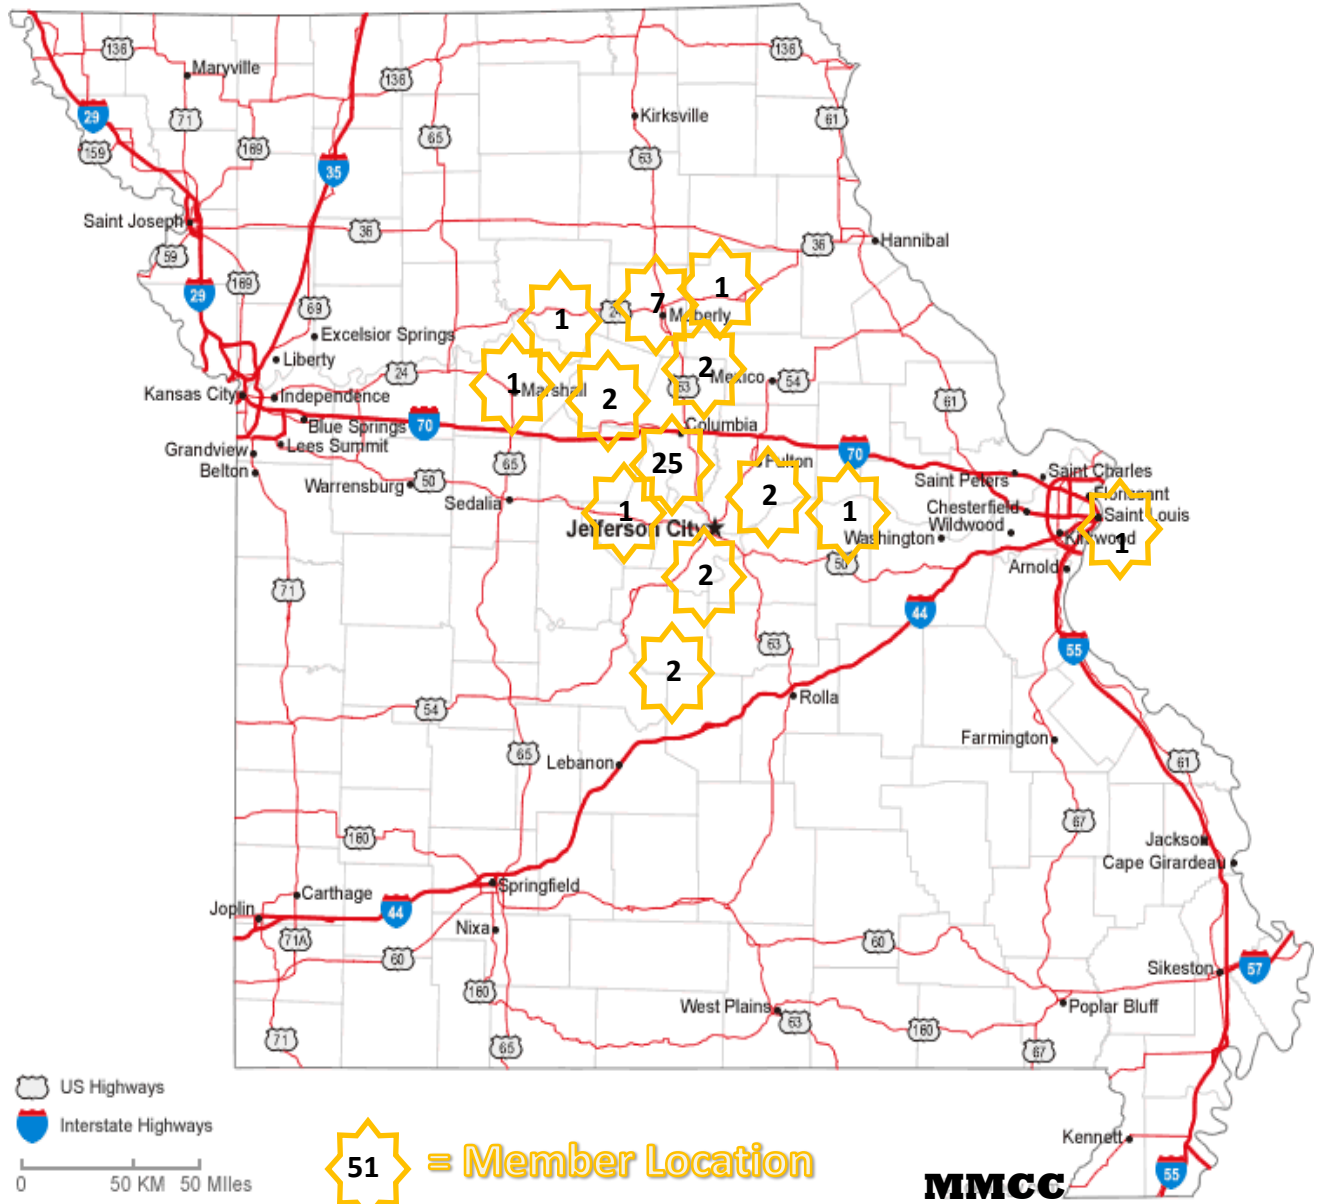 136
136
Maryville
136
29
71
Kirksville
61
159
169
65
63
35
Saint Joseph
36
36
Hannibal
59
169
29
69
1
7
1
24
Moberly
1
Excelsior Springs
Liberty
24
2
Mexico
54
63
Kansas City
Independence
1
Marshall
2
61
Blue Springs
70
Columbia
Grandview
Lees Summit
70
Belton
65
25
Fulton
Saint Charles
Warrensburg
50
Saint Peters
Florissant
Sedalia
1
2
1
Chesterfield
Saint Louis
Jefferson City
Wildwood
Washington
Kirkwood
1
50
Arnold
71
2
44
63
55
2
Rolla
54
65
Lebanon
Farmington
61
67
160
Jackson
Cape Girardeau
Springfield
Carthage
Joplin
44
Nixa
71A
60
60
Sikeston
57
160
West Plains
63
Poplar Bluff
160
71
65
67
US Highways
Interstate Highways
0
50 KM
50 Miles
51
= Member Location
Kennett
55
MMCC